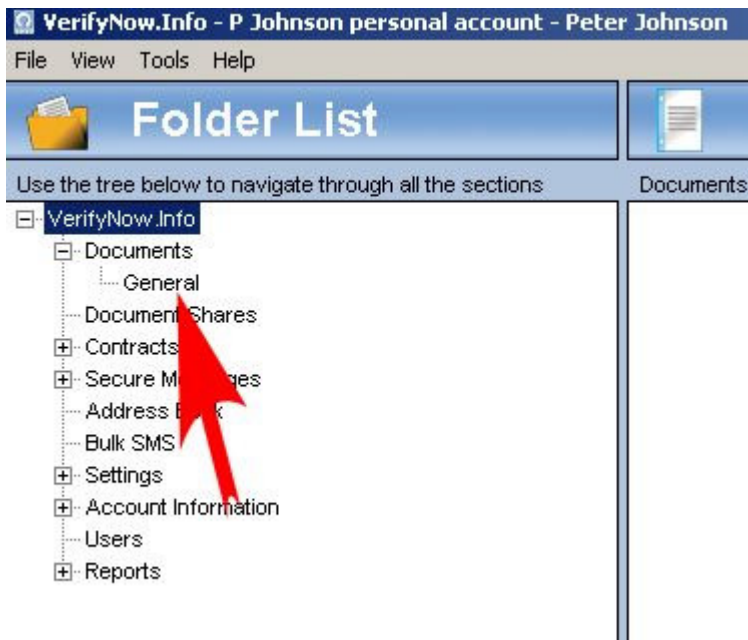 VerifyNow.Info - P Johnson personal account - Peter Johnson
File View Tools Help
Folder List
Use the tree below to navigate through all the sections
Documents
VerifyNow.Info
Documents
General
Document Shares
Contracts
Secure
Address
Bulk SMS
Settings
Account Information
Users
Reports